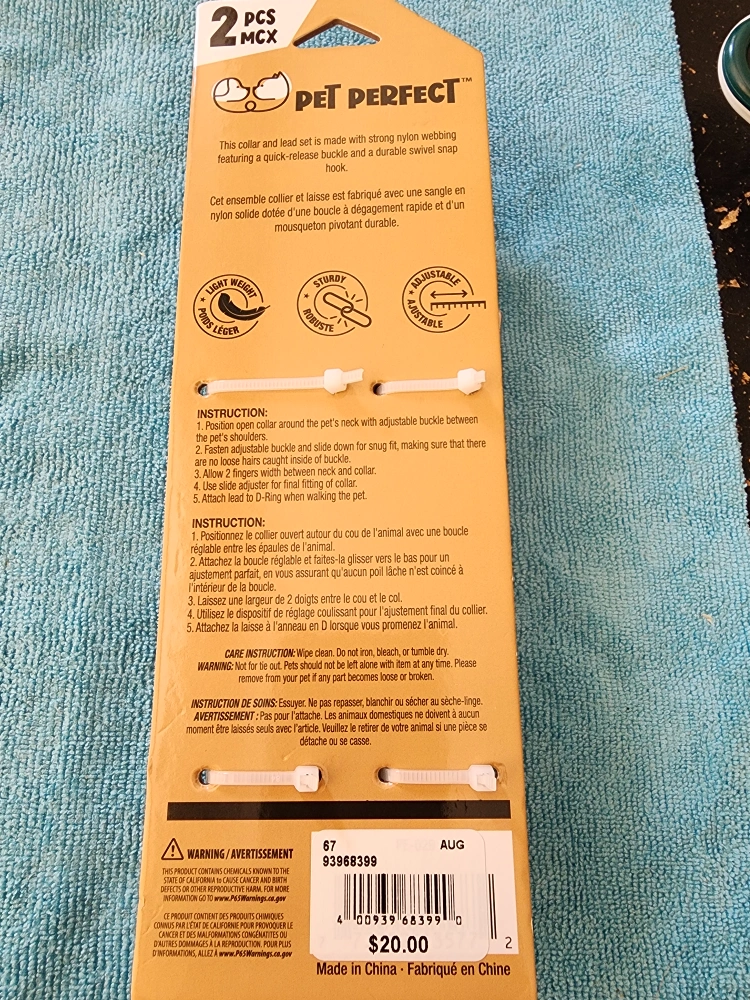 2 PCS
MCX
PET PERFECT™
This collar and lead set is made with strong nylon webbing
featuring a quick-release buckle and a durable swivel snap
hook.
Cet ensemble collier et laisse est fabriqué avec une sangle en
nylon solide dotée d'une boucle à dégagement rapide et d'un
mousqueton pivotant durable.
LIGHT WEIGHT
POIDS LÉGER
STURDY
ROBUSTE
ADJUSTABLE
AJUSTABLE
INSTRUCTION:
1. Position open collar around the pet's neck with adjustable buckle between
the pet's shoulders.
2. Fasten adjustable buckle and slide down for snug fit, making sure that there
are no loose hairs caught inside of buckle.
3. Allow 2 fingers width between neck and collar.
4. Use slide adjuster for final fitting of collar.
5. Attach lead to D-Ring when walking the pet.
INSTRUCTION:
1. Positionnez le collier ouvert autour du cou de l'animal avec une boucle
réglable entre les épaules de l'animal.
2. Attachez la boucle réglable et faites-la glisser vers le bas pour un
ajustement parfait, en vous assurant qu'aucun poil lâche n'est coincé à
l'intérieur de la boucle.
3. Laissez une largeur de 2 doigts entre le cou et le col.
4. Utilisez le dispositif de réglage coulissant pour l'ajustement final du collier.
5. Attachez la laisse à l'anneau en D lorsque vous promenez l'animal.
CARE INSTRUCTION: Wipe clean. Do not iron, bleach, or tumble dry.
WARNING: Not for tie out. Pets should not be left alone with item at any time. Please
remove from your pet if any part becomes loose or broken.
INSTRUCTION DE SOINS: Essuyer. Ne pas repasser, blanchir ou sécher au sèche-linge.
AVERTISSEMENT : Pas pour l'attache. Les animaux domestiques ne doivent à aucun
moment être laissés seuls avec l'article. Veuillez le retirer de votre animal si une pièce se
détache ou se casse.
WARNING / AVERTISSEMENT
THIS PRODUCT CONTAINS CHEMICALS KNOWN TO THE
STATE OF CALIFORNIA to CAUSE CANCER AND BIRTH
DEFECTS OR OTHER REPRODUCTIVE HARM. FOR MORE
INFORMATION GO TO www.P65Warnings.ca.gov
CE PRODUIT CONTIENT DES PRODUITS CHIMIQUES
CONNUS PAR L'ÉTAT DE CALIFORNIE POUR PROVOQUER LE
CANCER ET DES MALFORMATIONS CONGÉNITALES OU
D'AUTRES DOMMAGES À LA REPRODUCTION. POUR PLUS
D'INFORMATIONS, ALLEZ À www.P65Warnings.ca.gov
67 AUG
93968399
4 00939 68399 0
$20.00
2
Made in China · Fabriqué en Chine